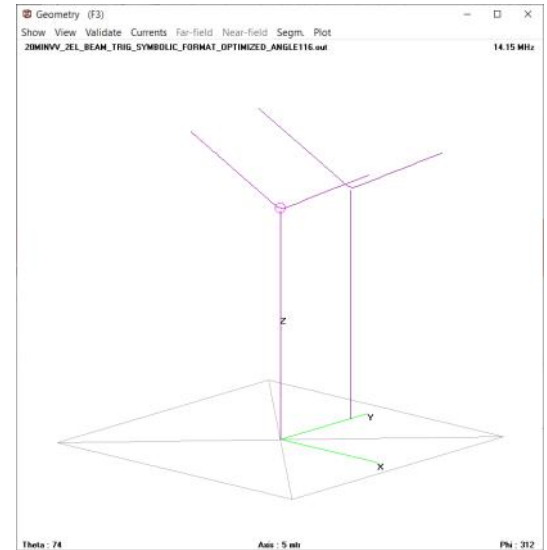 Geometry (F3)
Show View Validate Currents Far-field Near-field Segm. Plot
20MINVV_2EL_BEAM_TRIG_SYMBOLIC_FORMAT_OPTIMIZED_ANGLE116.out 14.15 MHz
Z
Y
X
Theta : 74 Axis : 5 mtr Phi : 312